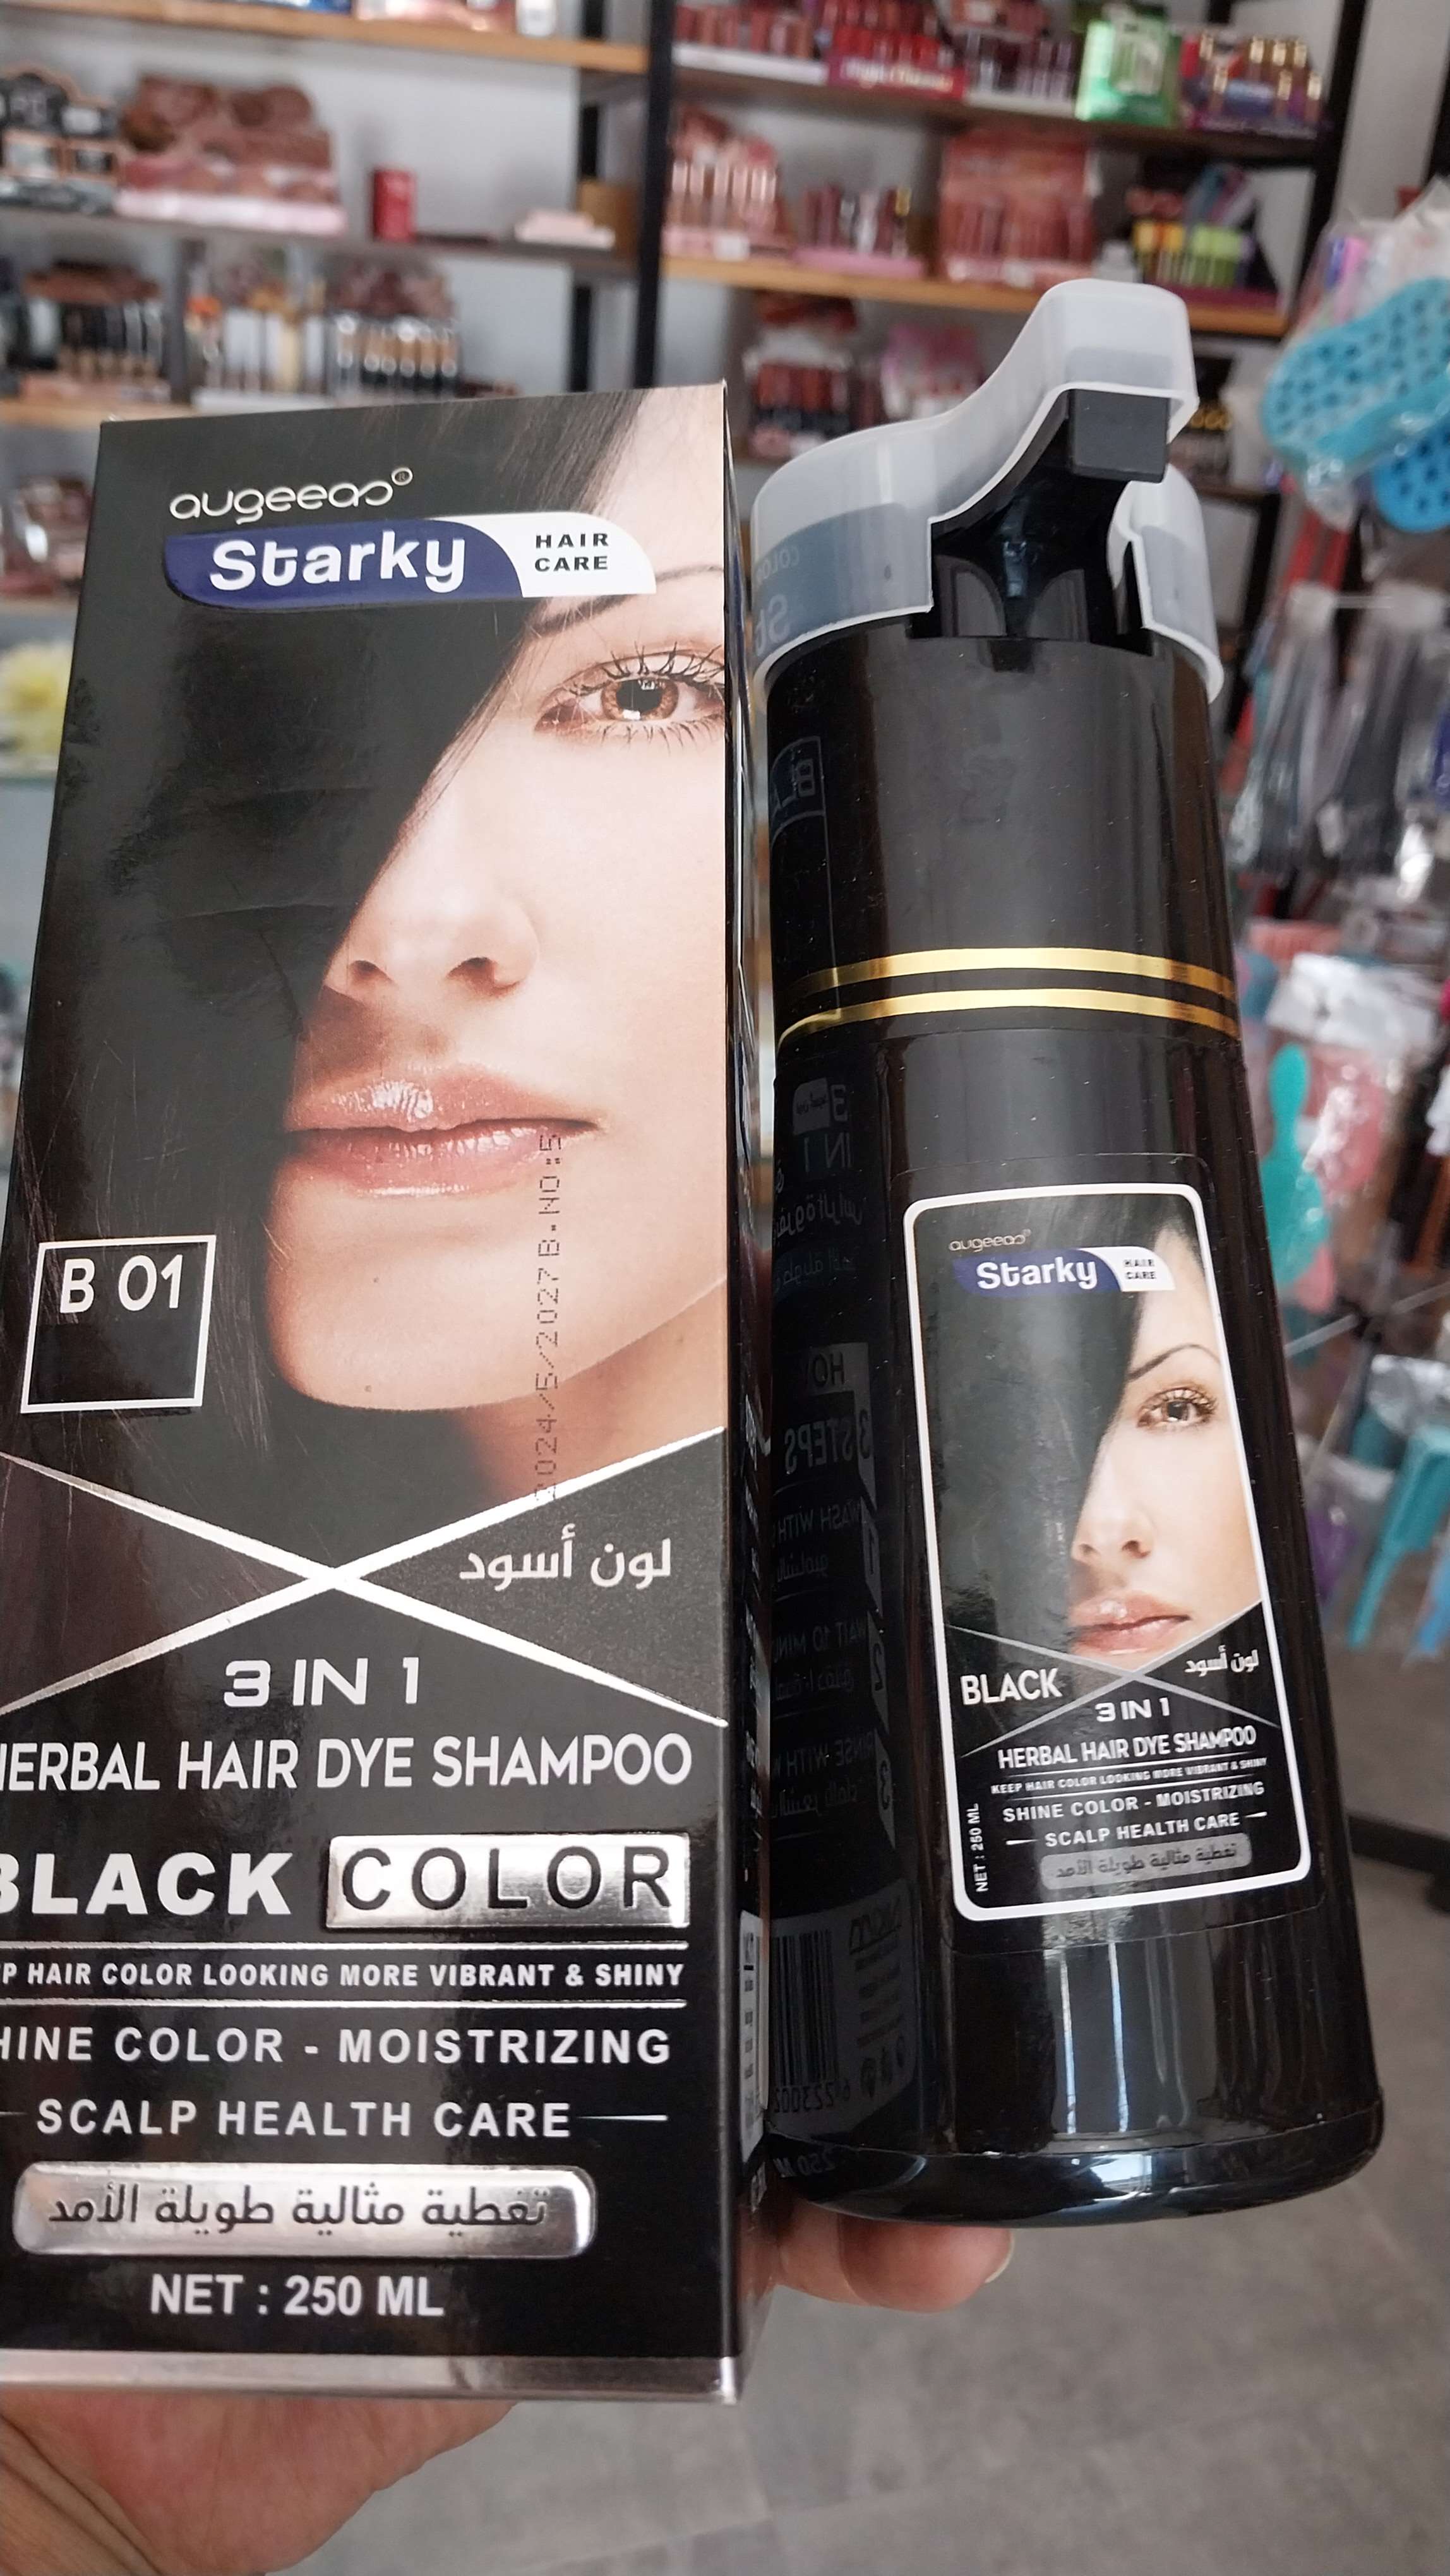 augeeas®
Starky
HAIR
CARE
B 01
2024/5/2027 B.NO:5
لون أسود
3 IN 1
HERBAL HAIR DYE SHAMPOO
BLACK COLOR
P HAIR COLOR LOOKING MORE VIBRANT & SHINY
HINE COLOR - MOISTRIZING
SCALP HEALTH CARE
تغطية مثالية طويلة الأمد
NET : 250 ML
augeeas®
Starky
HAIR
CARE
BLACK
لون أسود
3 IN 1
HERBAL HAIR DYE SHAMPOO
KEEP HAIR COLOR LOOKING MORE VIBRANT & SHINY
SHINE COLOR - MOISTRIZING
SCALP HEALTH CARE
تغطية مثالية طويلة الأمد
NET : 250 ML
3
IN 1
3 STEPS